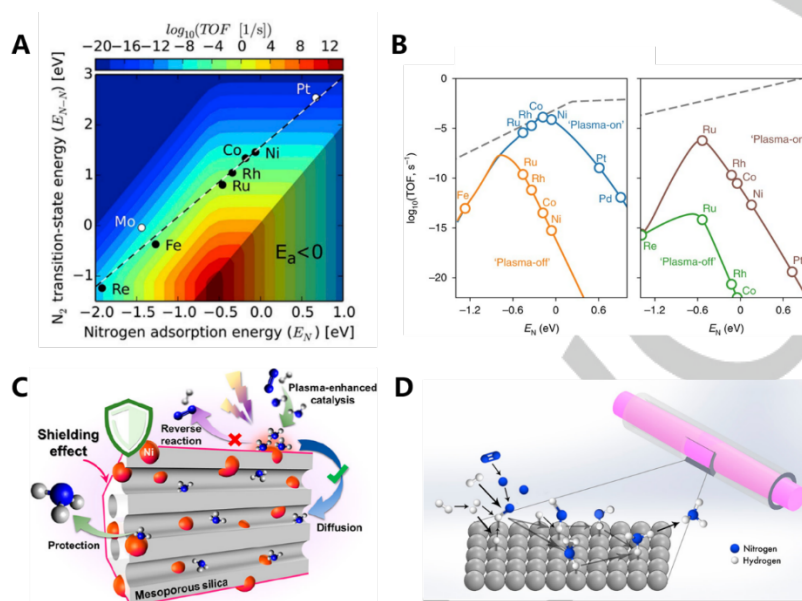 A
log10(TOF [1/s])
−20 −16 −12 −8 −4 0 4 8 12
N2 transition-state energy (EN−N) [eV]
3
2
1
0
−1
Pt
Co
Ni
Rh
Ru
Mo
Fe
Re
Ea<0
−2.0 −1.5 −1.0 −0.5 0.0 0.5 1.0
Nitrogen adsorption energy (EN) [eV]
B
log10(TOF, s−1)
0
−5
−10
−15
−20
Co
Rh
Ru
Ni
'Plasma-on'
Ru
Rh
Pt
Pd
Fe
Co
Ni
'Plasma-off'
−1.2 −0.6 0 0.6
EN (eV)
Ru
'Plasma-on'
Rh
Co
Ni
Ru
Re
Rh
'Plasma-off'
Co
Pt
−1.2 −0.6 0 0.6
EN (eV)
C
Plasma-enhanced
catalysis
Reverse
reaction
Ni
Shielding
effect
Diffusion
Protection
Mesoporous silica
D
Nitrogen
Hydrogen